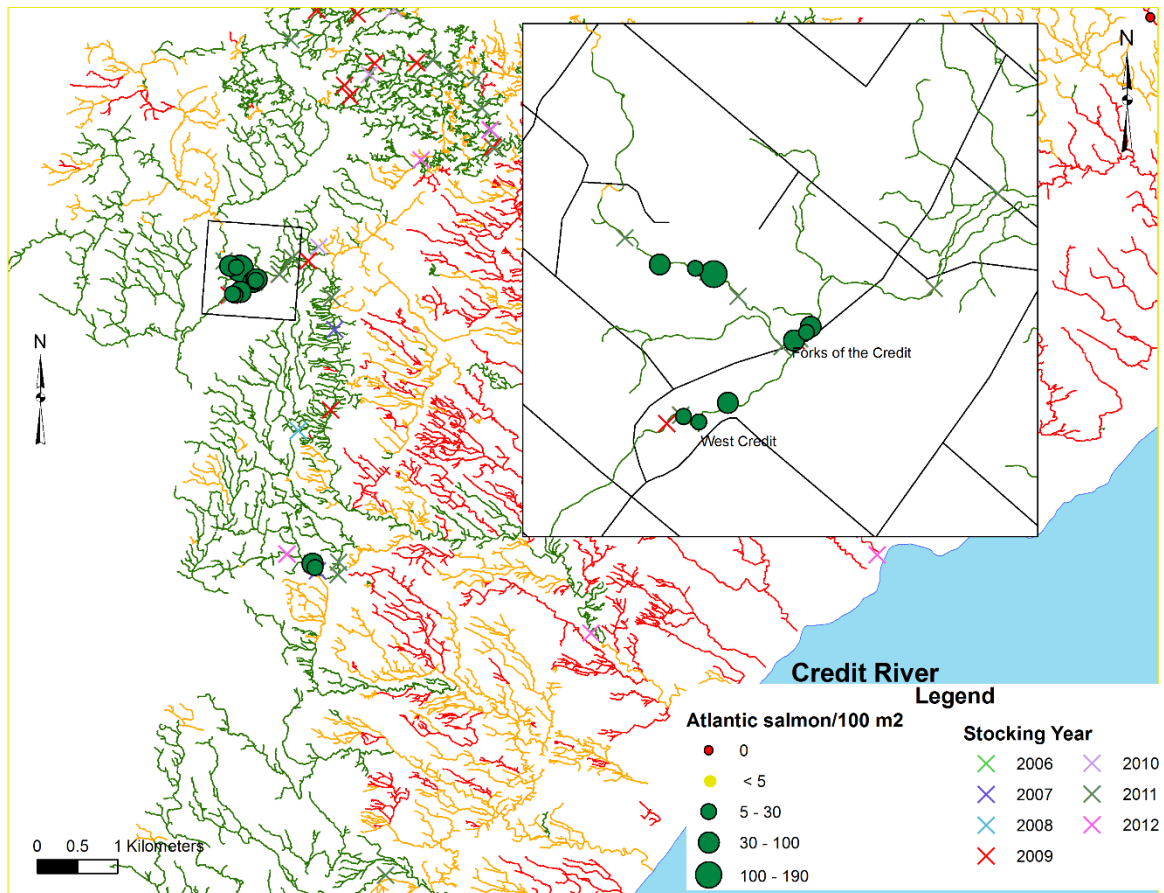 N
N
Forks of the Credit
West Credit
Credit River
Legend
Atlantic salmon/100 m2
0
< 5
5 - 30
30 - 100
100 - 190
Stocking Year
2006
2007
2008
2009
2010
2011
2012
0 0.5 1 Kilometers